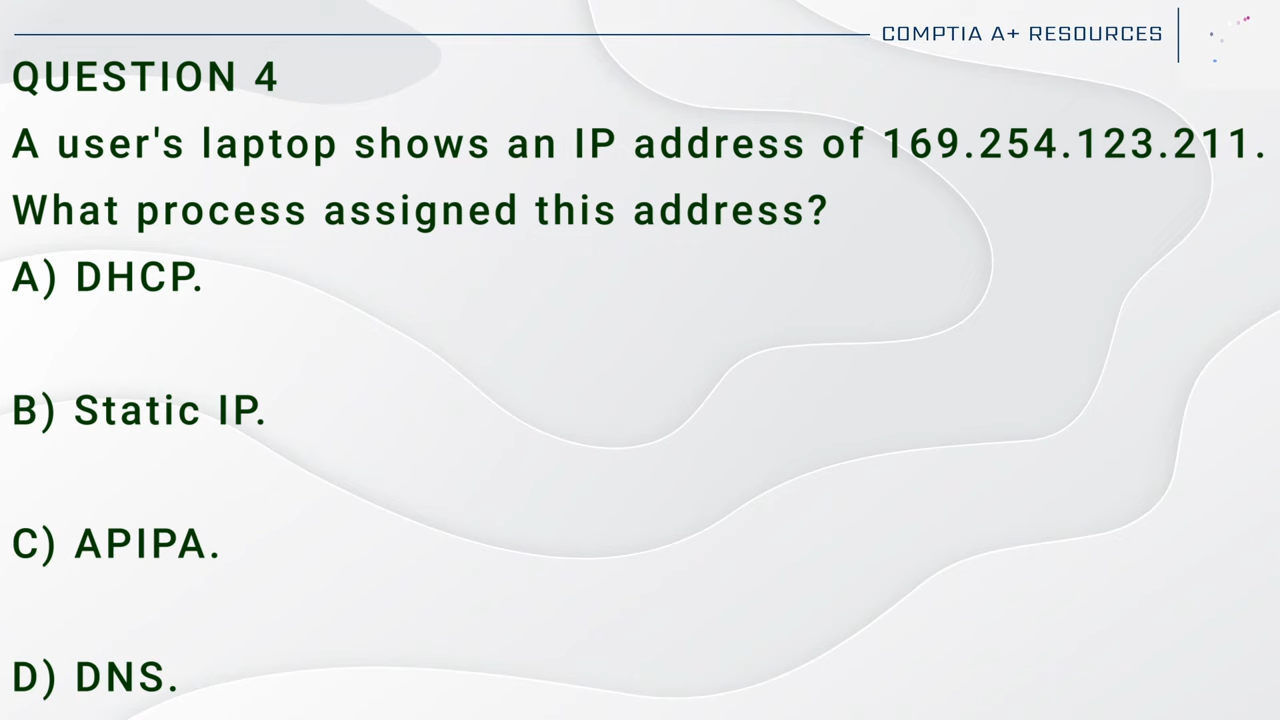 COMPTIA A+ RESOURCES
QUESTION 4
A user's laptop shows an IP address of 169.254.123.211.
What process assigned this address?
A) DHCP.
B) Static IP.
C) APIPA.
D) DNS.